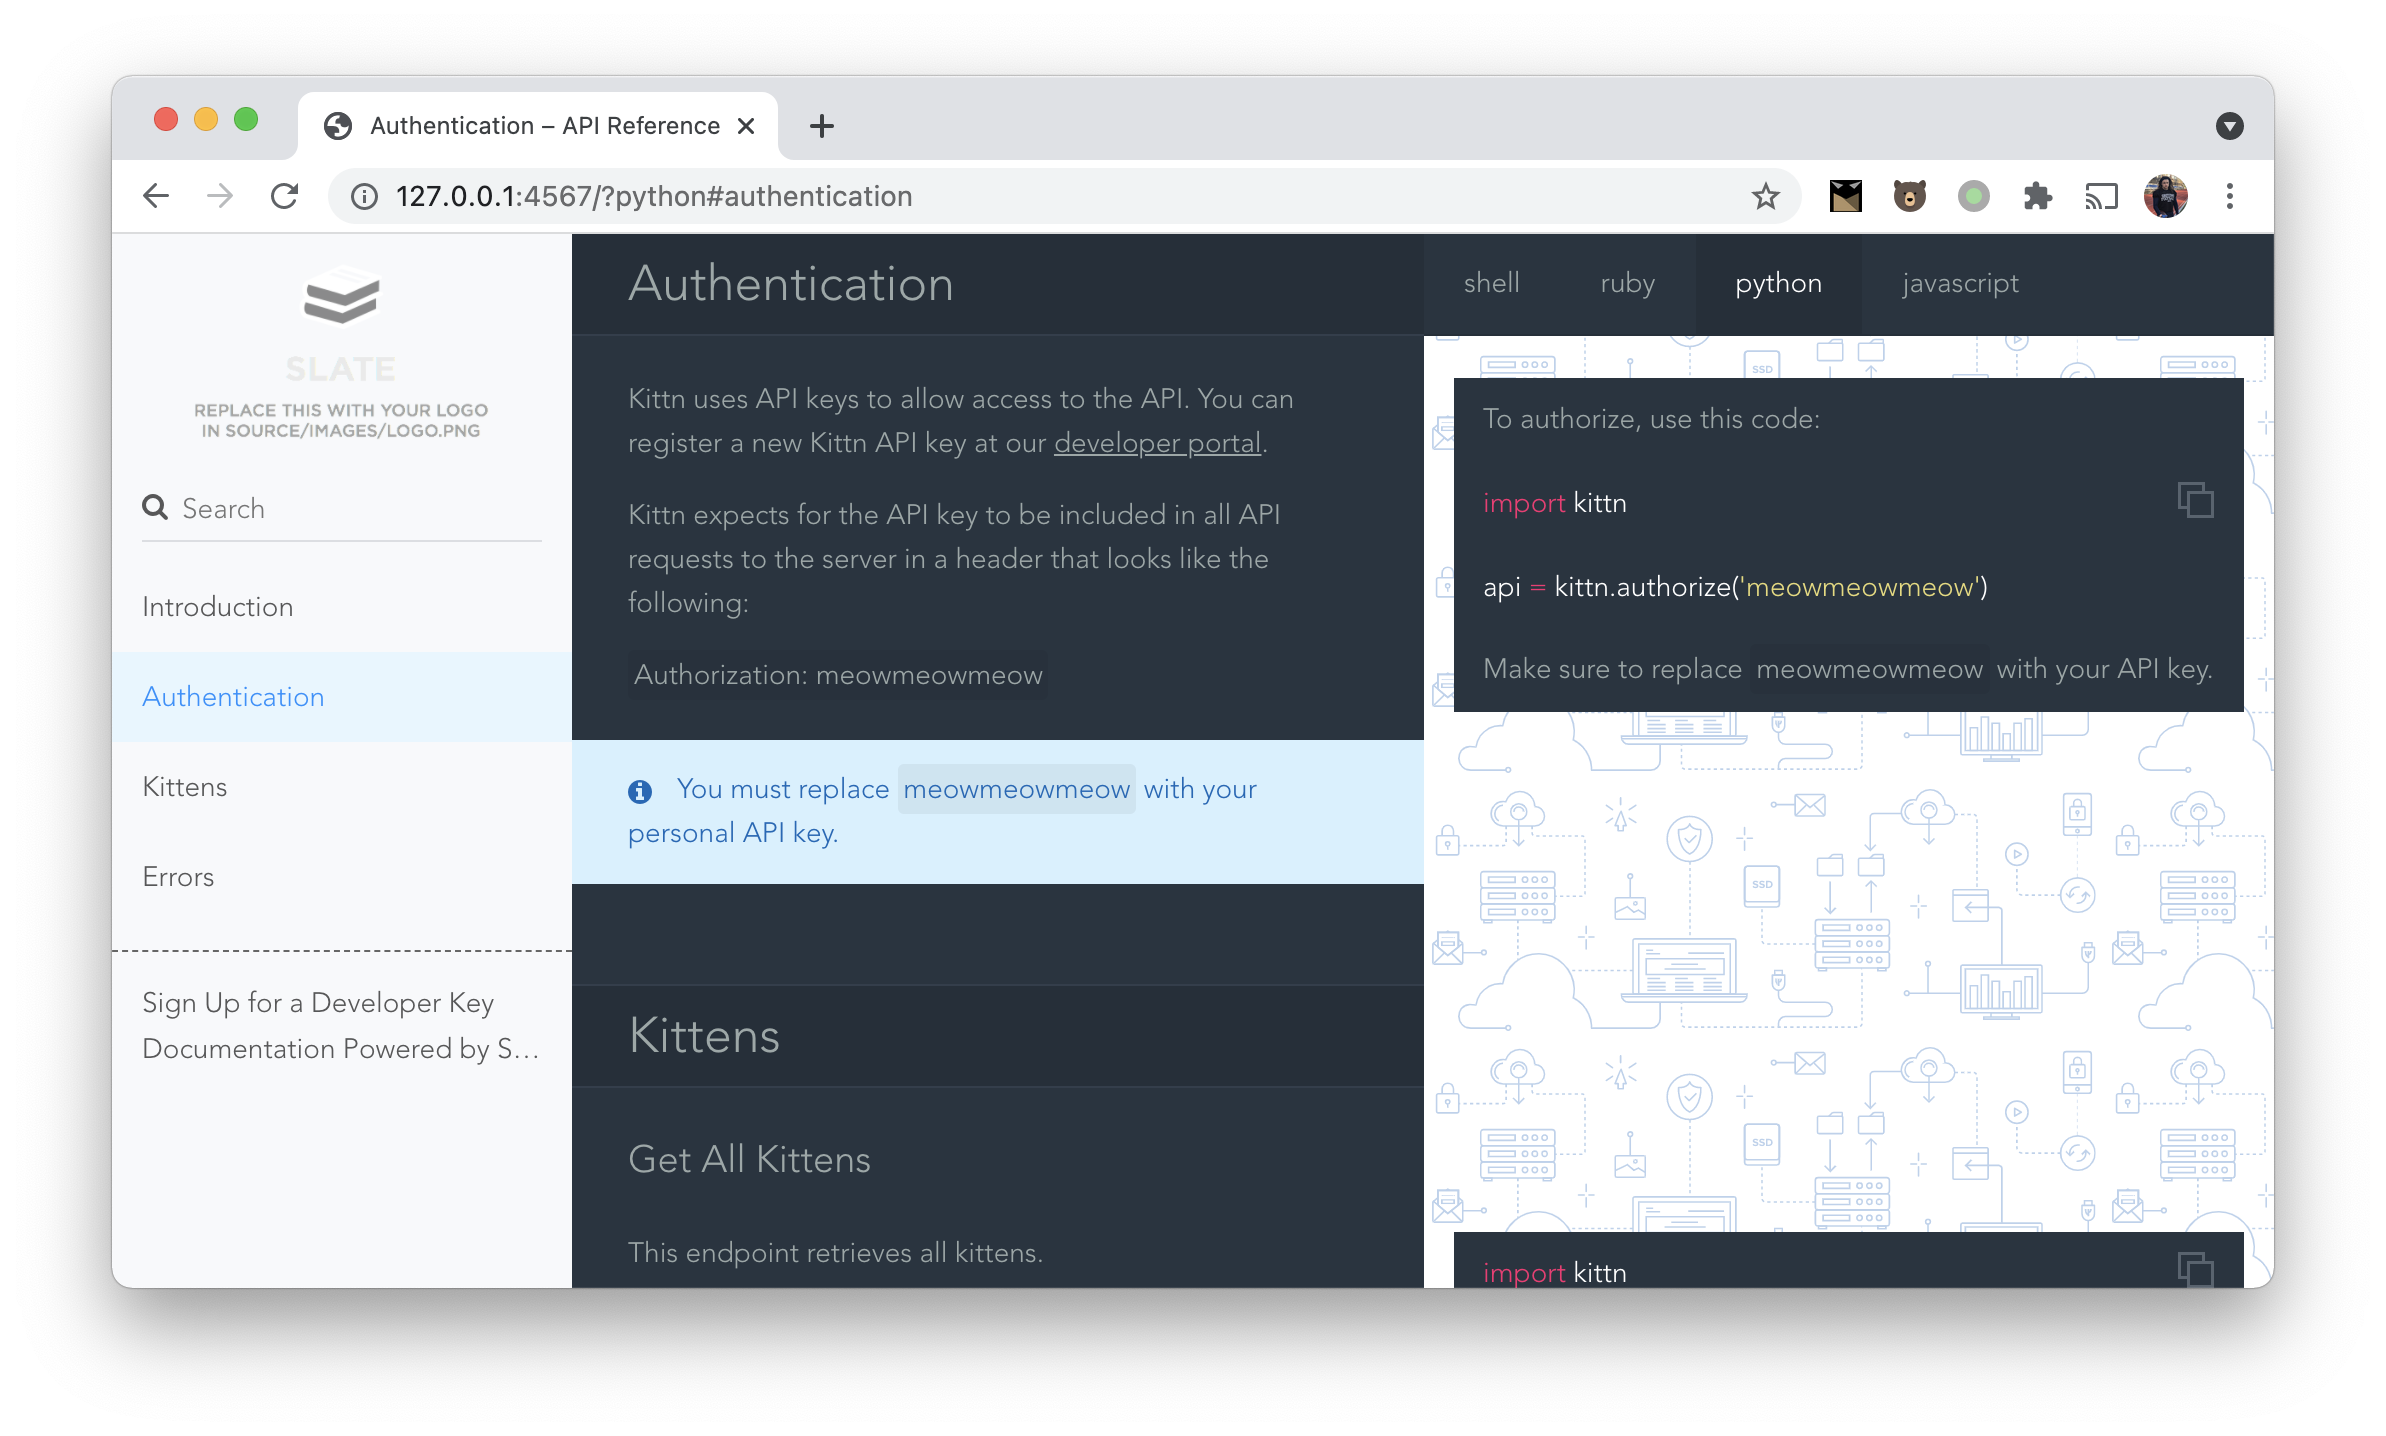 Authentication – API Reference
127.0.0.1:4567/?python#authentication
SLATE
REPLACE THIS WITH YOUR LOGO
IN SOURCE/IMAGES/LOGO.PNG
Search
Introduction
Authentication
Kittens
Errors
Sign Up for a Developer Key
Documentation Powered by S...
Authentication
Kittn uses API keys to allow access to the API. You can
register a new Kittn API key at our developer portal.
Kittn expects for the API key to be included in all API
requests to the server in a header that looks like the
following:
Authorization: meowmeowmeow
You must replace meowmeowmeow with your
personal API key.
Kittens
Get All Kittens
This endpoint retrieves all kittens.
shell ruby python javascript
SSD
To authorize, use this code:
import kittn
api = kittn.authorize('meowmeowmeow')
Make sure to replace meowmeowmeow with your API key.
SSD
SSD
import kittn